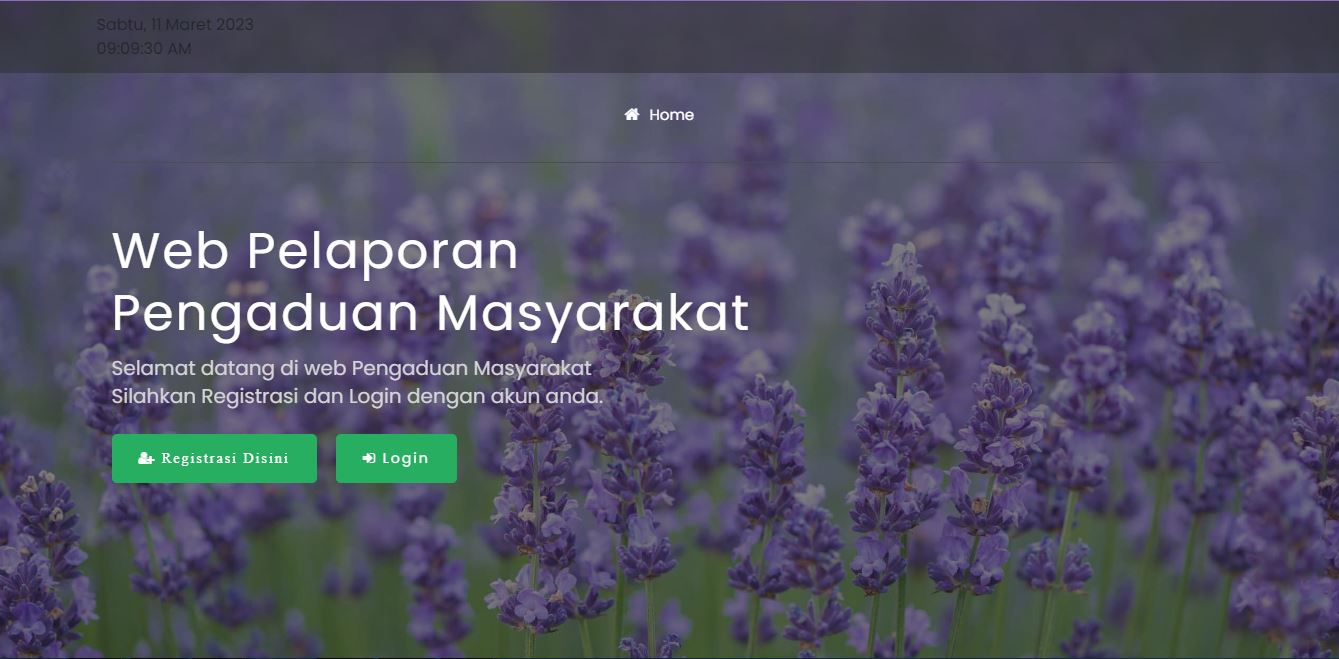 Sabtu, 11 Maret 2023
09:09:30 AM
Home
Web Pelaporan
Pengaduan Masyarakat
Selamat datang di web Pengaduan Masyarakat
Silahkan Registrasi dan Login dengan akun anda.
Registrasi Disini
Login